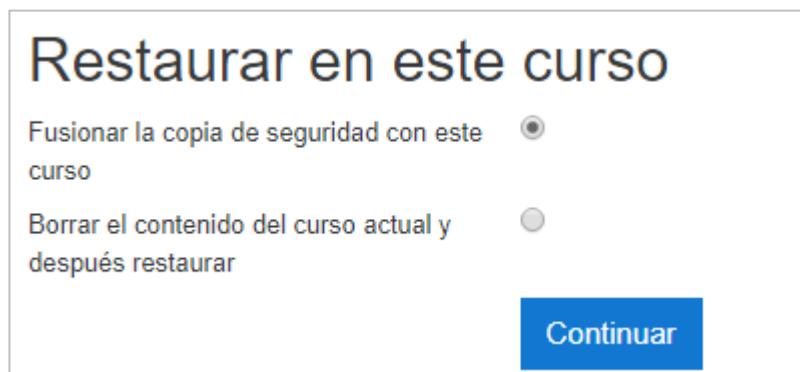 Restaurar en este curso
Fusionar la copia de seguridad con este
curso
Borrar el contenido del curso actual y
después restaurar
Continuar